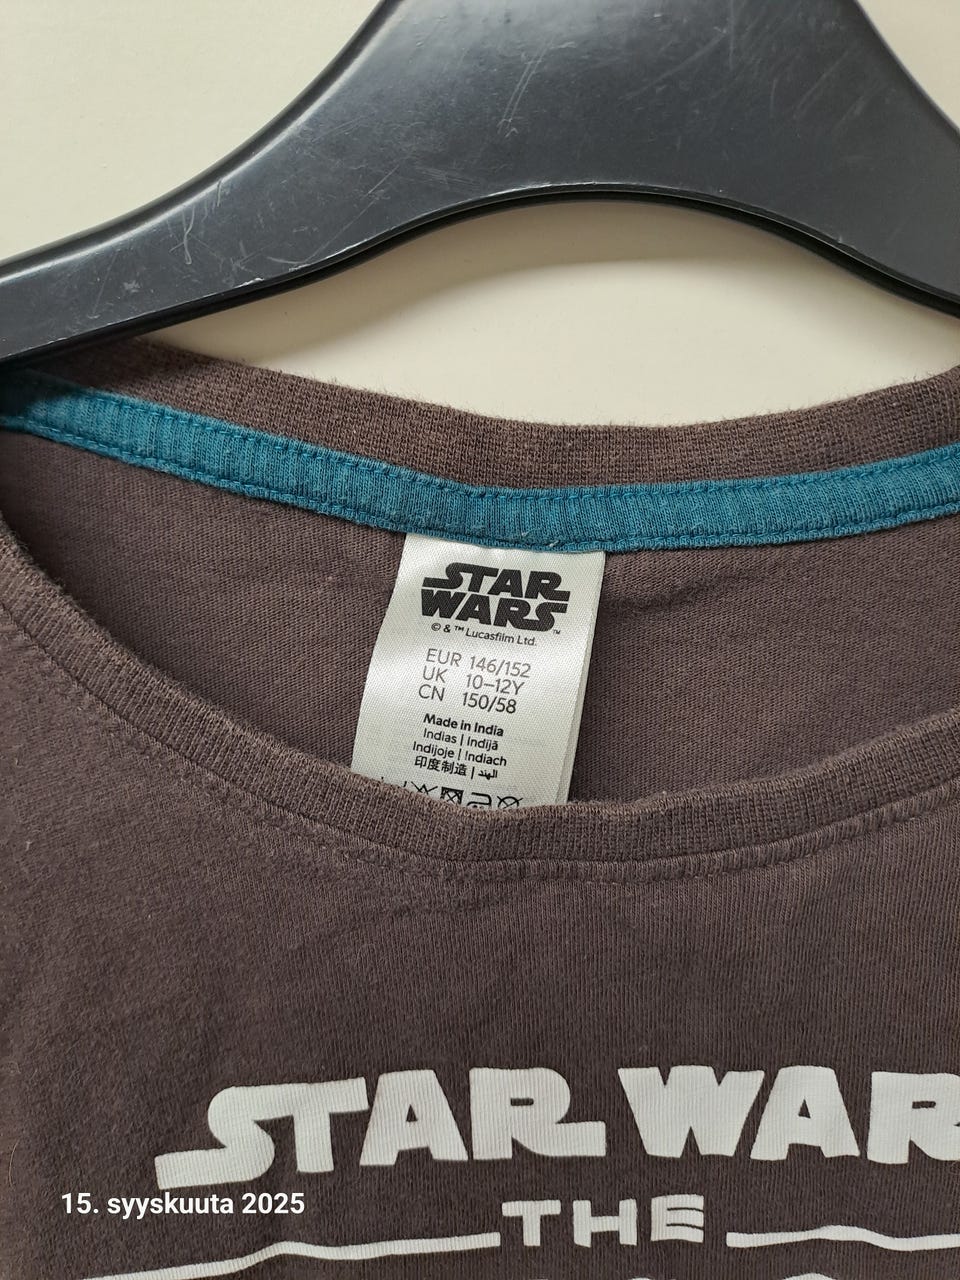 STAR
WARS™
© & ™ Lucasfilm Ltd.
EUR 146/152
UK 10–12Y
CN 150/58
Made in India
Indias | Indijā
Indijoje | Indiach
印度制造 | الهند
STAR WAR
THE
15. syyskuuta 2025